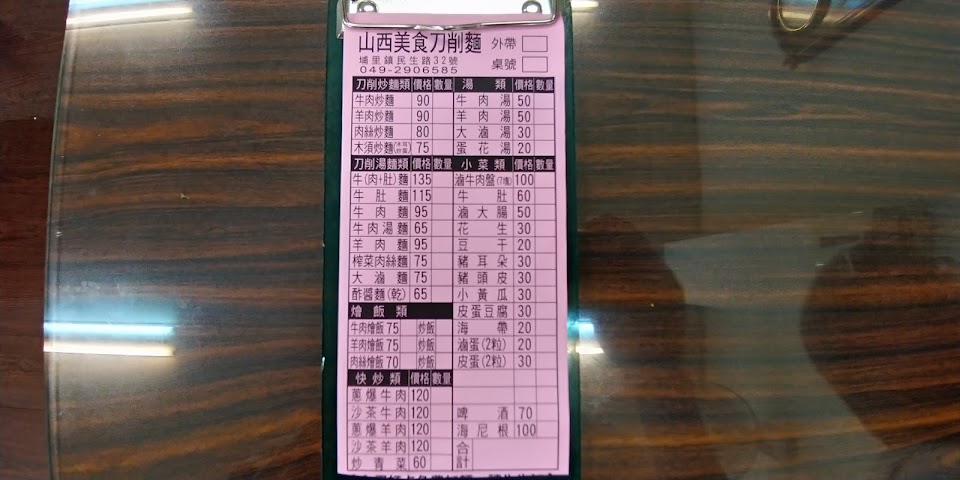 山西美食刀削麵 外帶
埔里鎮民生路32號 桌號
049-2906585
刀削炒麵類 價格 數量 湯類 價格 數量
牛肉炒麵 90 牛肉湯 50
羊肉炒麵 90 羊肉湯 50
肉絲炒麵 80 大滷湯 30
木須炒麵 75 蛋花湯 20
刀削湯麵類 價格 數量 小菜類 價格 數量
牛(肉+肚)麵 135 滷牛肉盤 100
牛肚麵 115 牛肚 60
牛肉麵 95 滷大腸 50
牛肉湯麵 65 花生 30
羊肉麵 95 豆干 20
榨菜肉絲麵 75 豬耳朵 30
大滷麵 75 豬頭皮 30
酢醬麵(乾) 65 小黃瓜 30
燴飯類 皮蛋豆腐 30
牛肉燴飯 75 炒飯 海帶 20
羊肉燴飯 75 炒飯 滷蛋(2粒) 20
肉絲燴飯 70 炒飯 皮蛋(2粒) 30
快炒類 價格 數量
蔥爆牛肉 120
沙茶牛肉 120 啤酒 70
蔥爆羊肉 120 海尼根 100
沙茶羊肉 120 合計
炒青菜 60